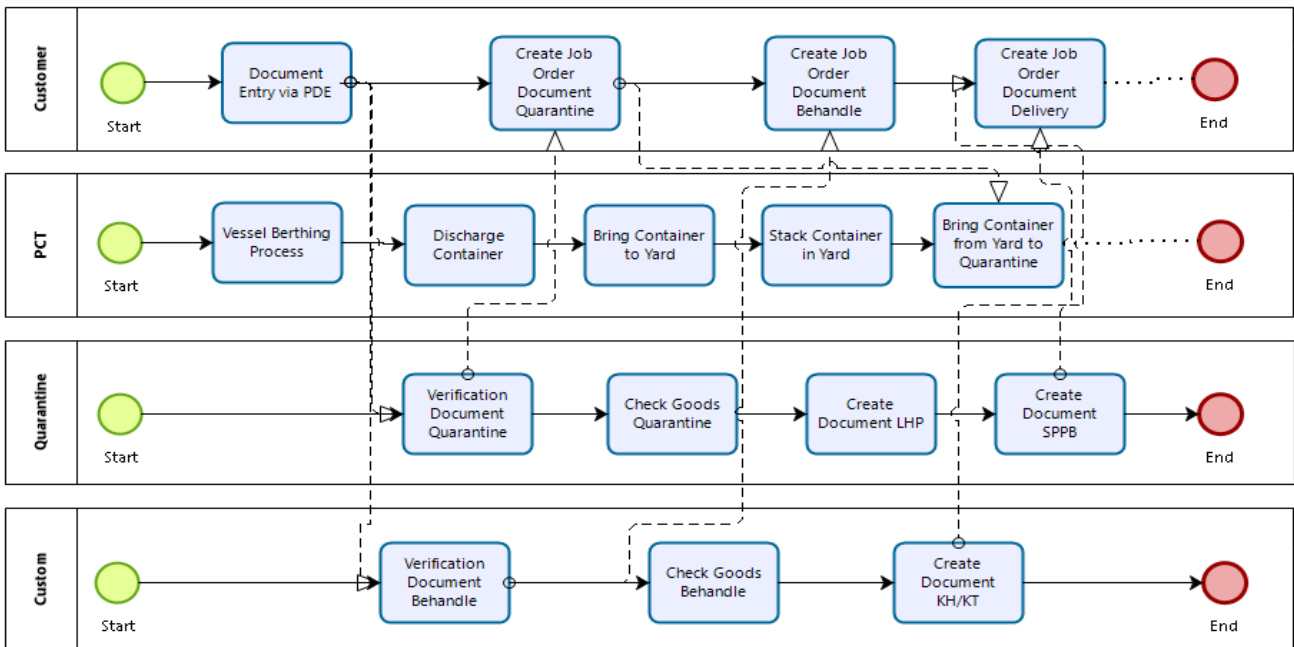 Customer
Start
Document
Entry via PDE
Create Job
Order
Document
Quarantine
Create Job
Order
Document
Behandle
Create Job
Order
Document
Delivery
End
PCT
Start
Vessel Berthing
Process
Discharge
Container
Bring Container
to Yard
Stack Container
in Yard
Bring Container
from Yard to
Quarantine
End
Quarantine
Start
Verification
Document
Quarantine
Check Goods
Quarantine
Create
Document LHP
Create
Document
SPPB
End
Custom
Start
Verification
Document
Behandle
Check Goods
Behandle
Create
Document
KH/KT
End